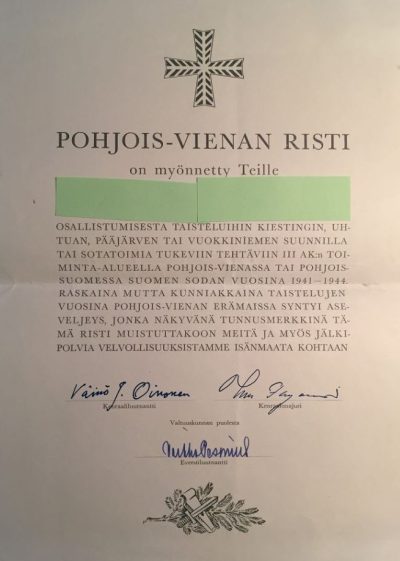 POHJOIS-VIENAN RISTI
on myönnetty Teille
OSALLISTUMISESTA TAISTELUIHIN KIESTINGIN, UH-
TUAN, PÄÄJÄRVEN TAI VUOKKINIEMEN SUUNNILLA
TAI SOTATOIMIA TUKEVIIN TEHTÄVIIN III AK:n TOI-
MINTA-ALUEELLA POHJOIS-VIENASSA TAI POHJOIS-
SUOMESSA SUOMEN SODAN VUOSINA 1941–1944.
RASKAINA MUTTA KUNNIAKKAINA TAISTELUJEN
VUOSINA POHJOIS-VIENAN ERÄMAISSA SYNTYI ASE-
VELJEYS, JONKA NÄKYVÄNÄ TUNNUSMERKKINÄ TÄ-
MÄ RISTI MUISTUTTAKOON MEITÄ JA MYÖS JÄLKI-
POLVIA VELVOLLISUUKSISTAMME ISÄNMAATA KOHTAAN
Väinö J. Oinonen
Kenraaliluutnantti Kenraalimajuri
Valtuuskunnan puolesta
Everstiluutnantti